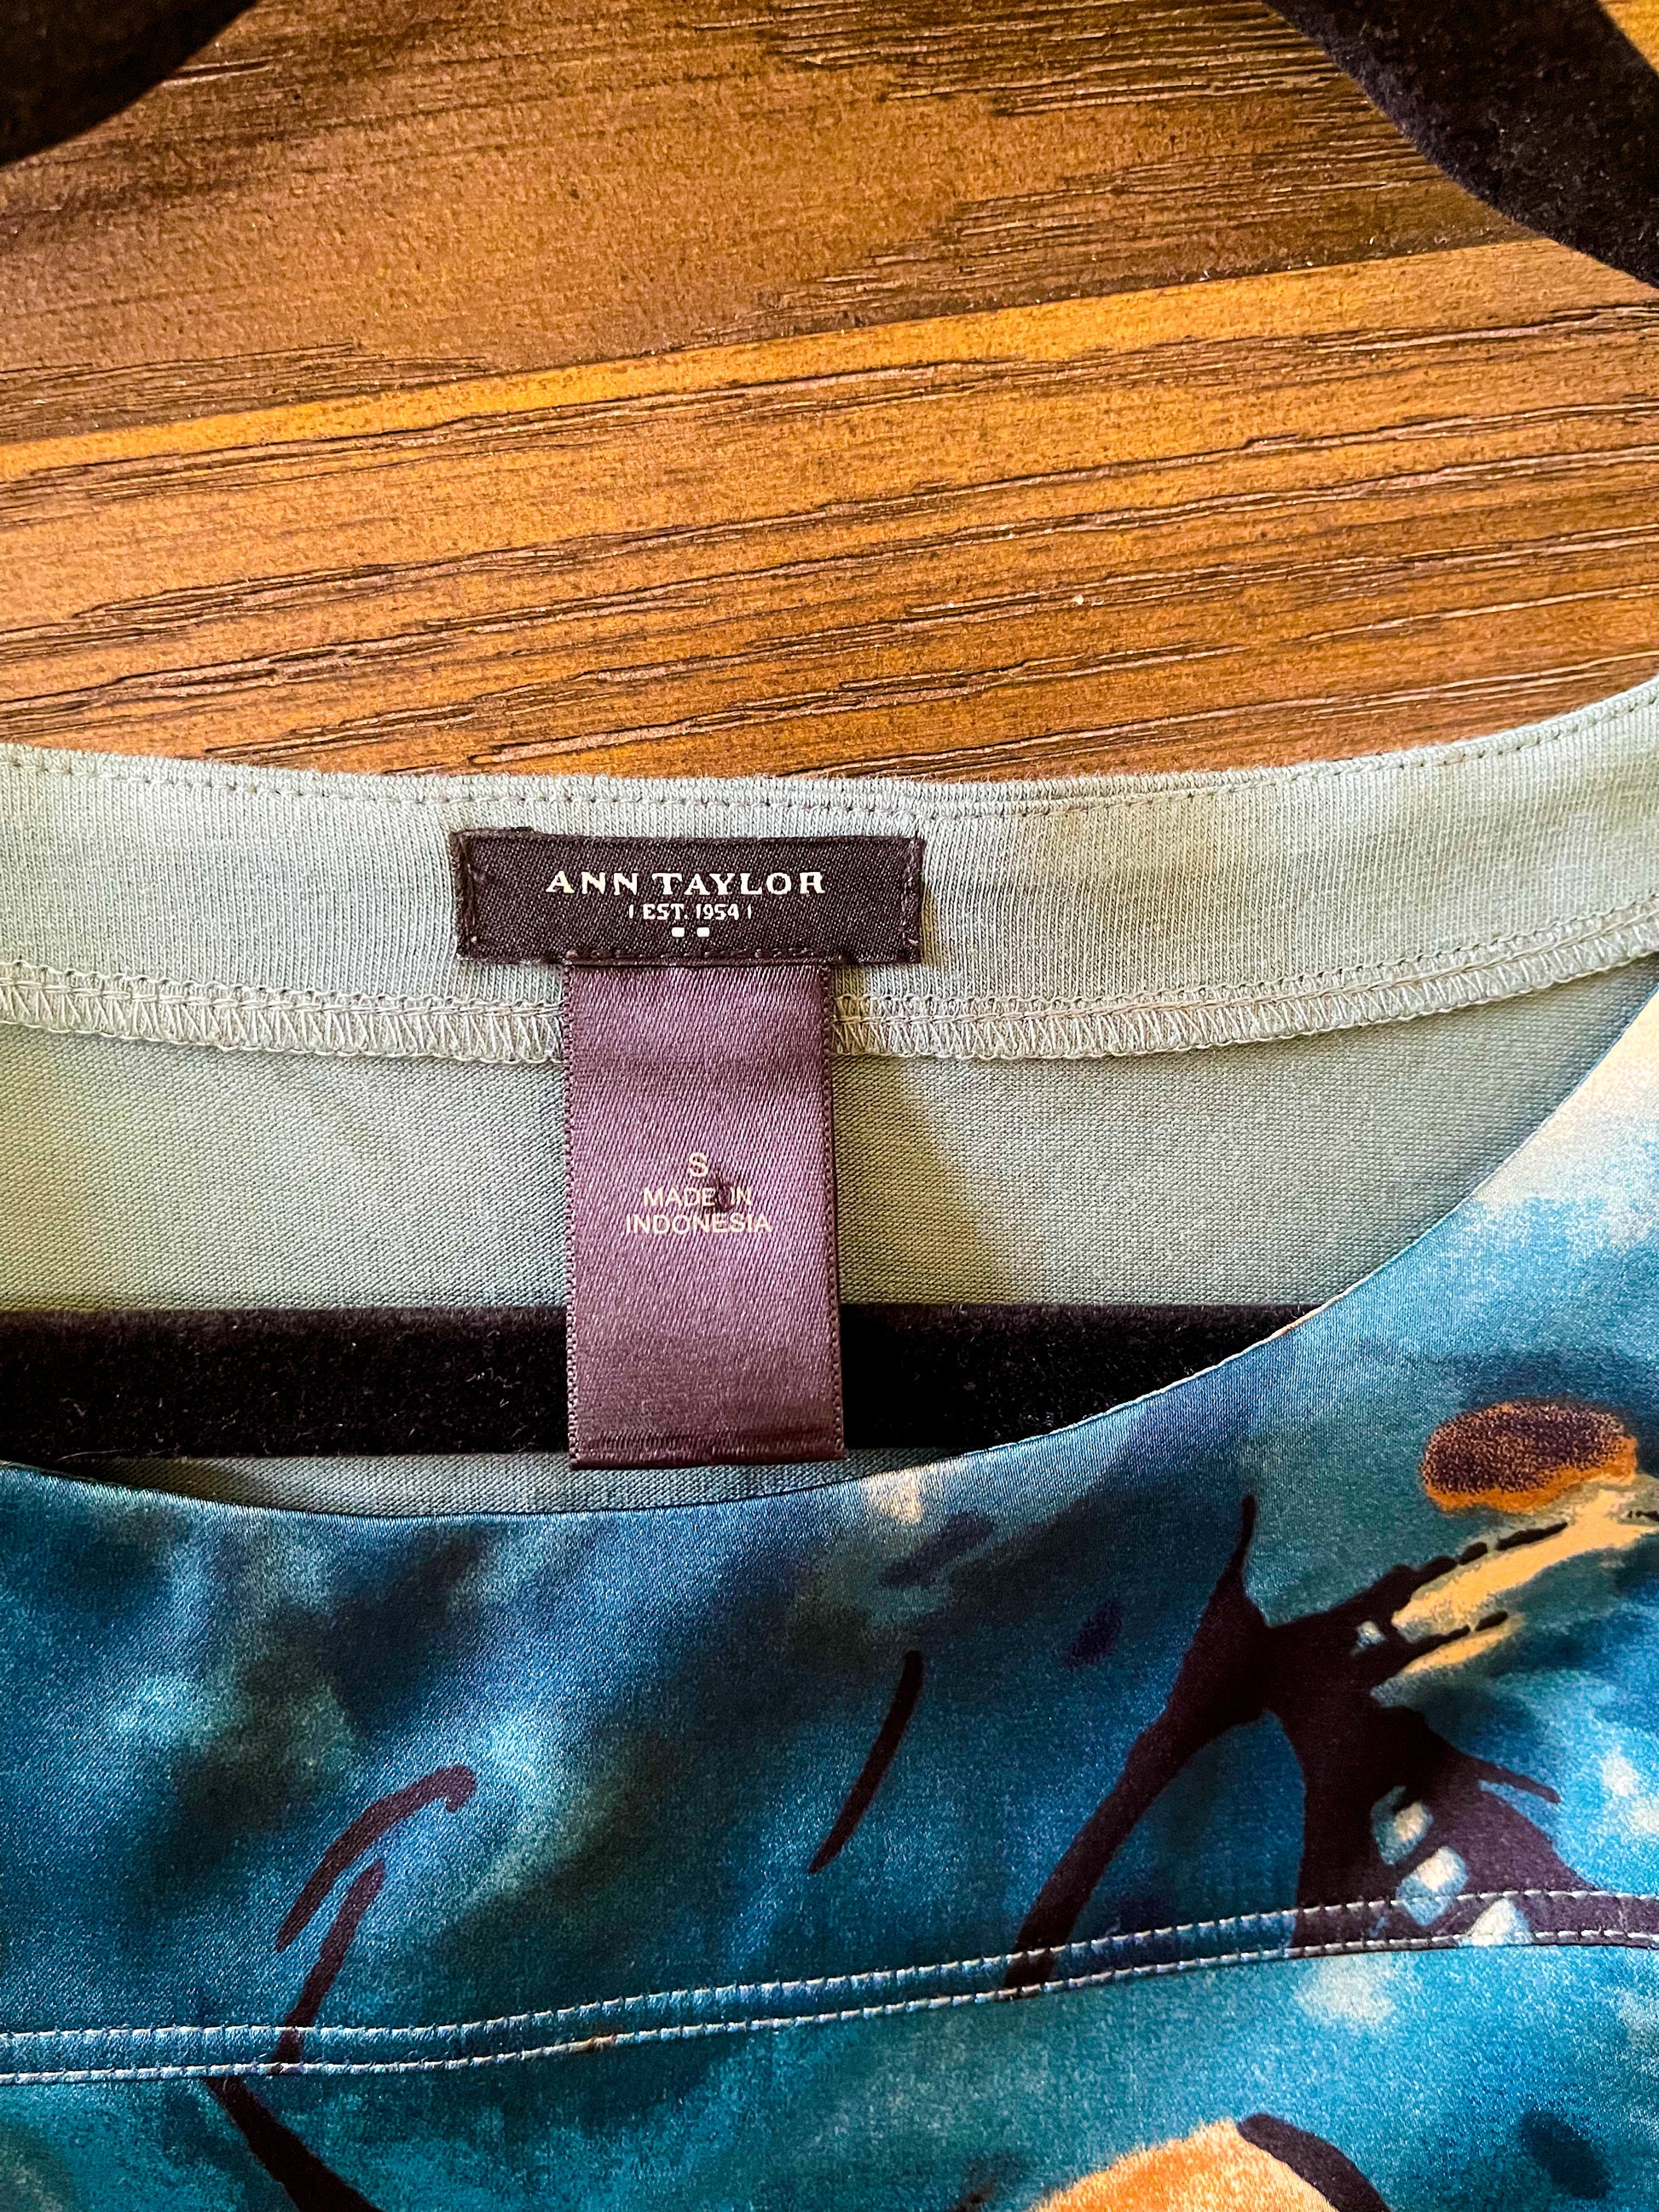 ANN TAYLOR
EST. 1954
S
MADE IN
INDONESIA